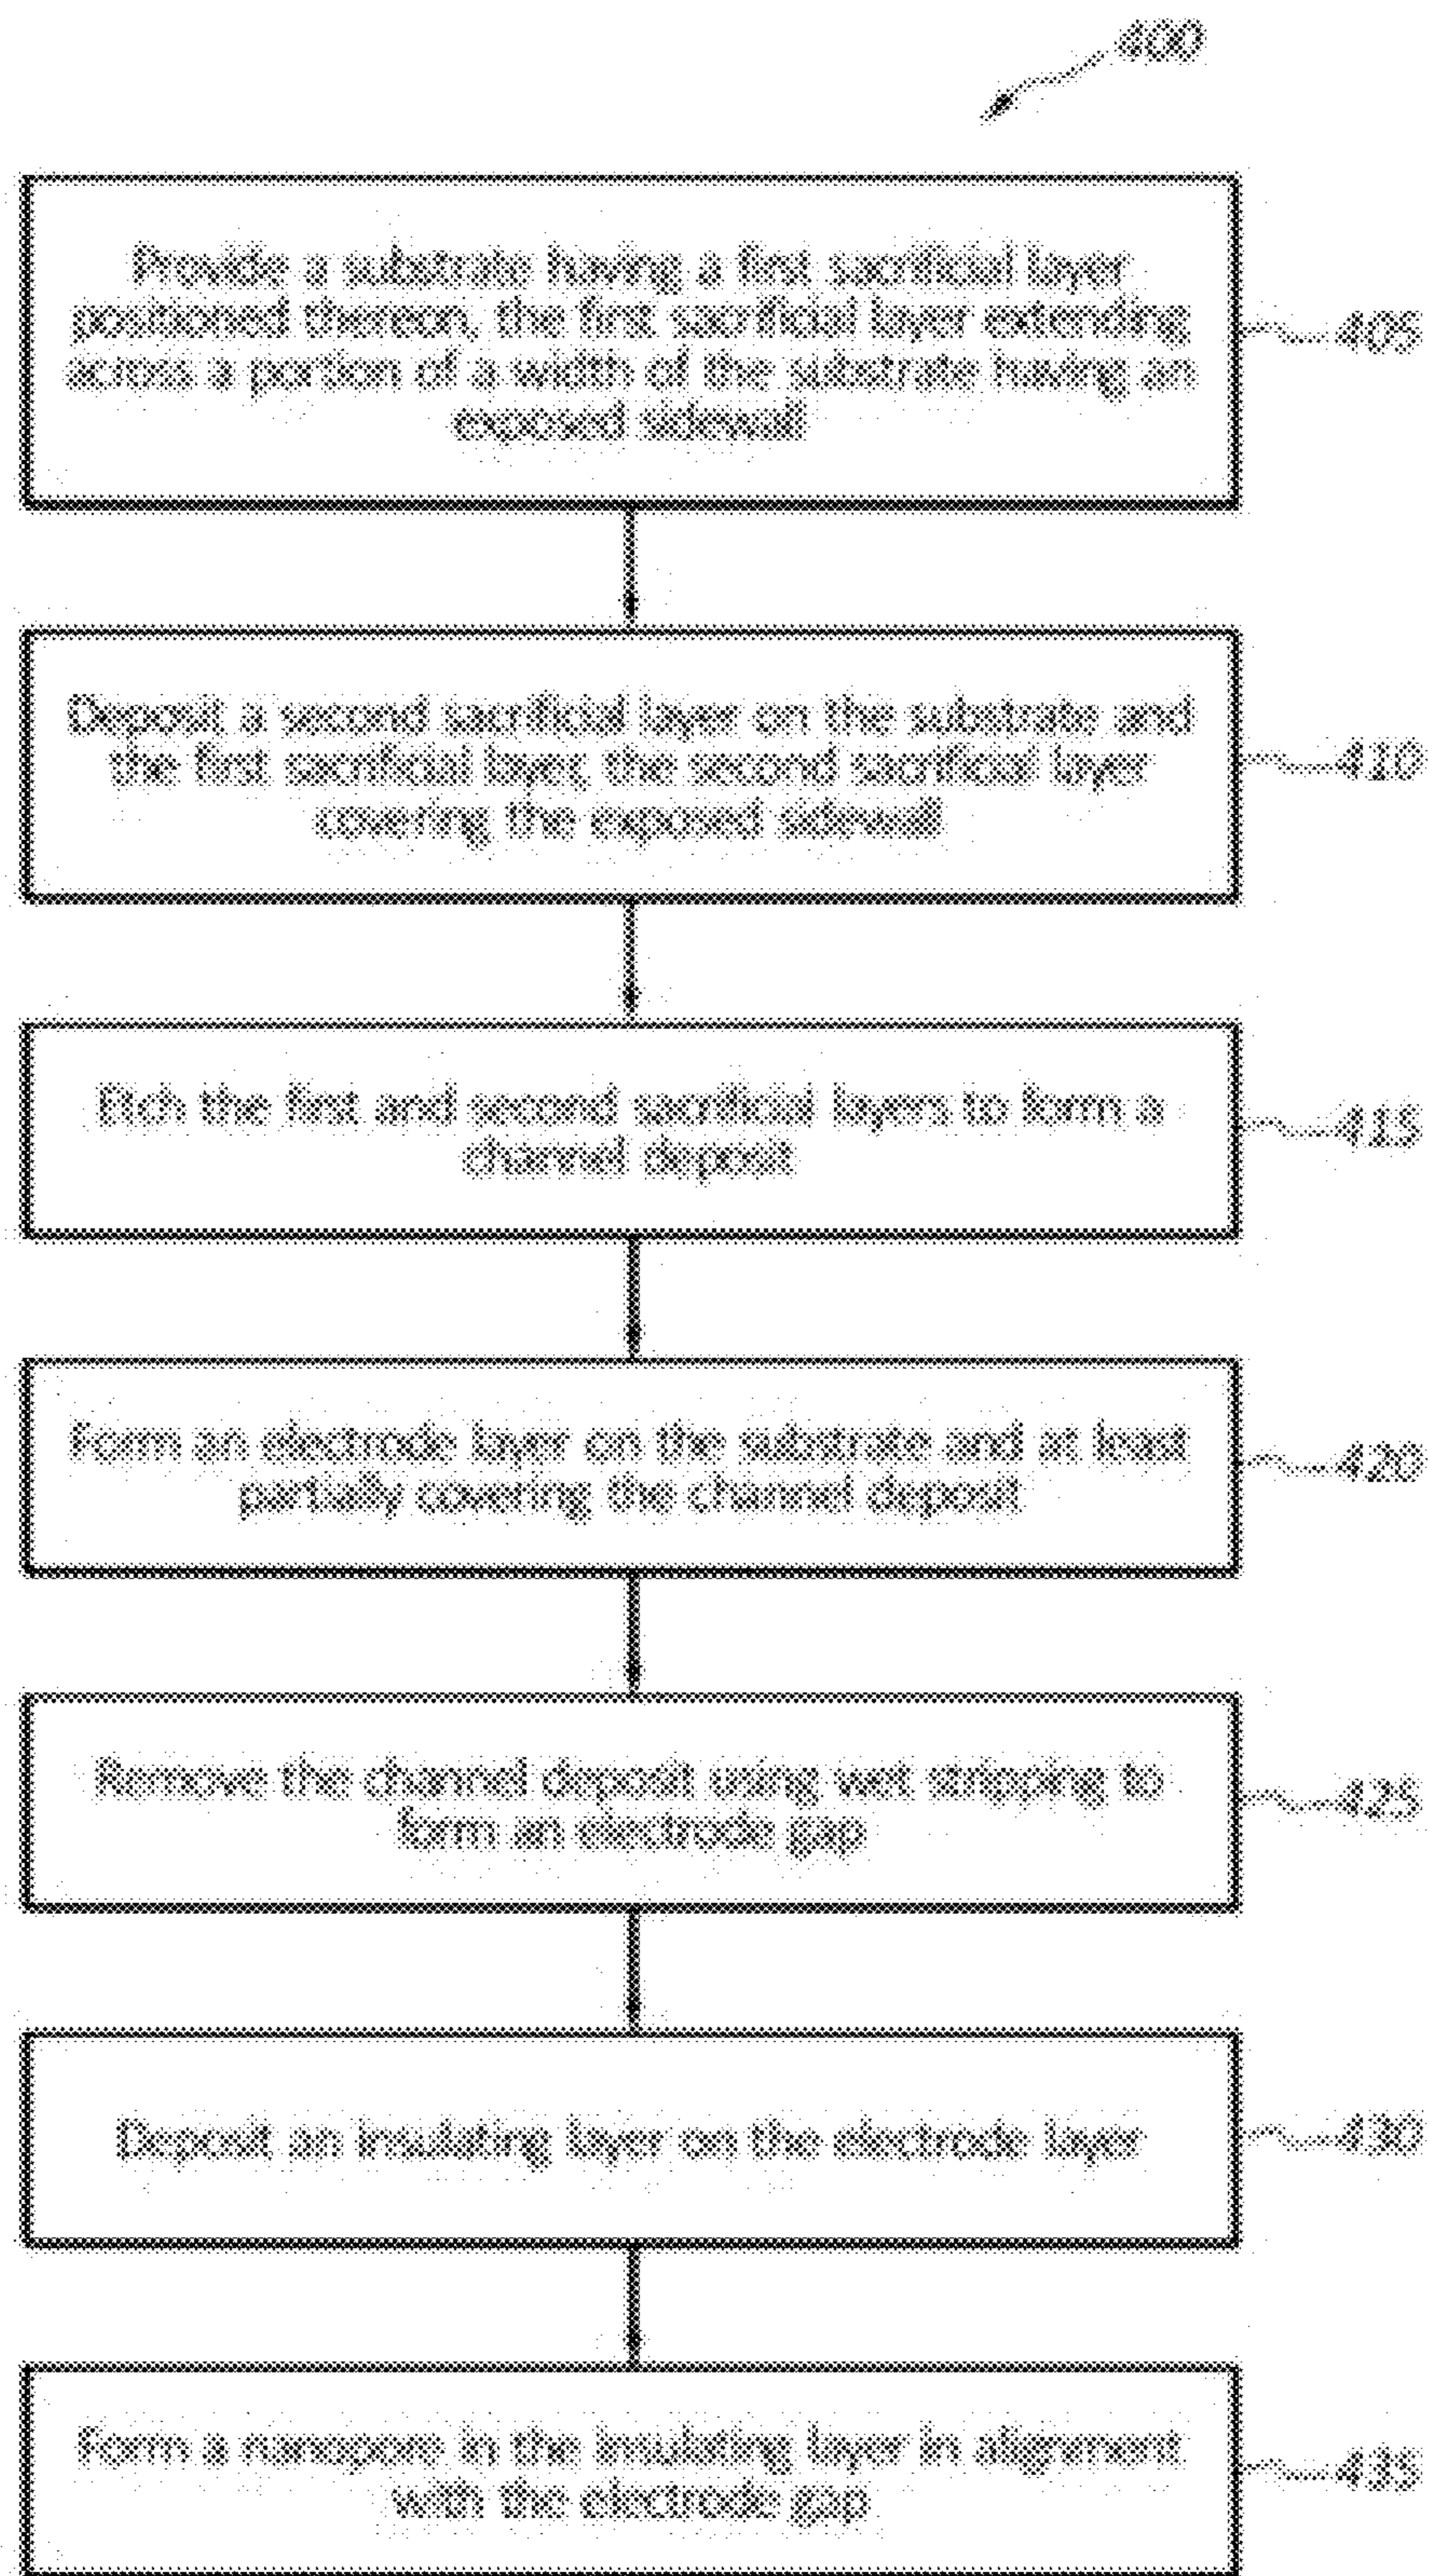 400
Provide a substrate having a first sacrificial layer
positioned thereon, the first sacrificial layer extending
across a portion of a width of the substrate having an
exposed sidewall
405
Deposit a second sacrificial layer on the substrate and
the first sacrificial layer, the second sacrificial layer
covering the exposed sidewall
410
Etch the first and second sacrificial layers to form a
channel deposit
415
Form an electrode layer on the substrate and at least
partially covering the channel deposit
420
Remove the channel deposit using wet stripping to
form an electrode gap
425
Deposit an insulating layer on the electrode layer
430
Form a nanopore in the insulating layer in alignment
with the electrode gap
435